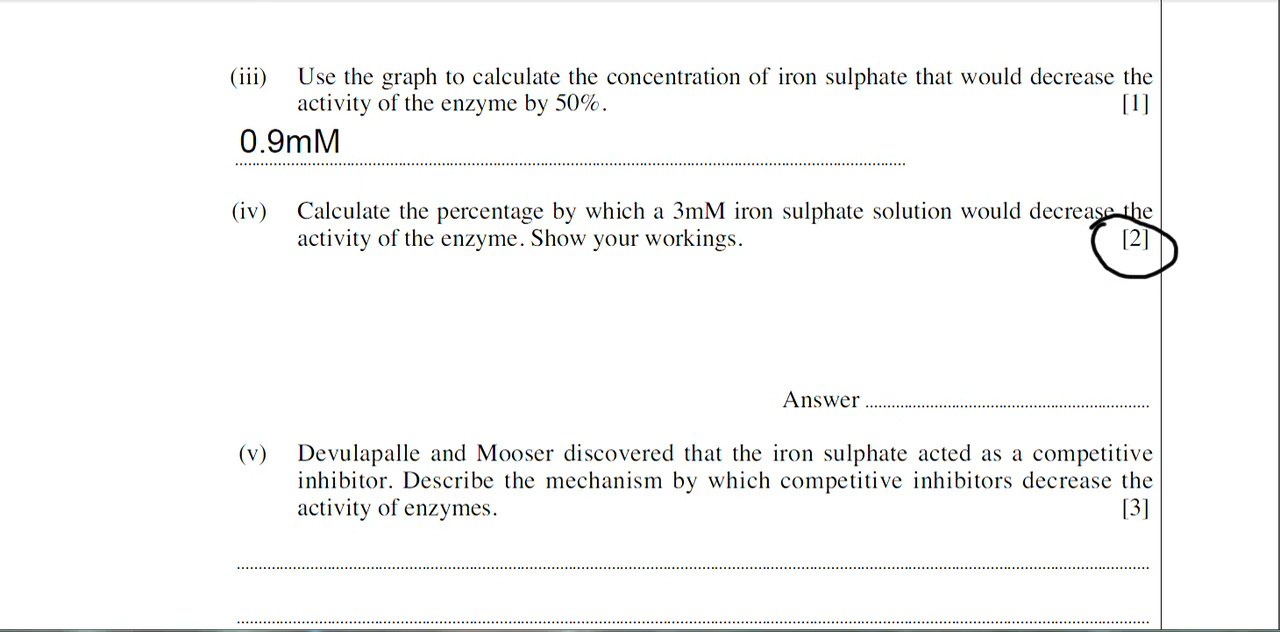 (iii) Use the graph to calculate the concentration of iron sulphate that would decrease the
activity of the enzyme by 50%. [1]
0.9mM
(iv) Calculate the percentage by which a 3mM iron sulphate solution would decrease the
activity of the enzyme. Show your workings. [2]
Answer
(v) Devulapalle and Mooser discovered that the iron sulphate acted as a competitive
inhibitor. Describe the mechanism by which competitive inhibitors decrease the
activity of enzymes. [3]